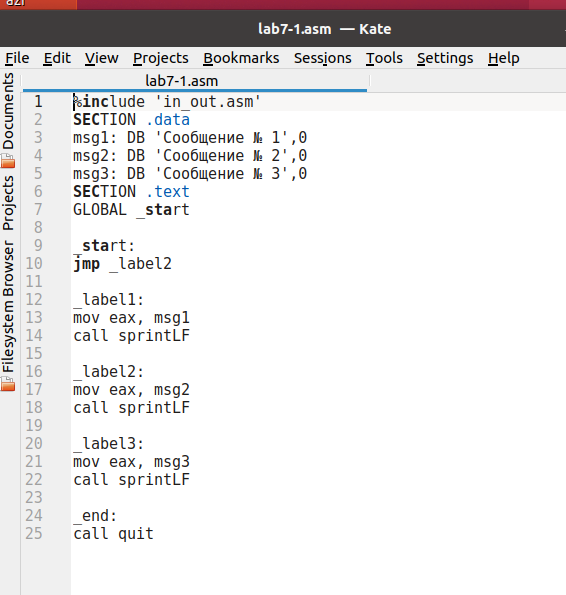 azi
lab7-1.asm — Kate
File Edit View Projects Bookmarks Sessions Tools Settings Help
lab7-1.asm
Documents
Projects
Filesystem Browser
1 %include 'in_out.asm'
2 SECTION .data
3 msg1: DB 'Сообщение № 1',0
4 msg2: DB 'Сообщение № 2',0
5 msg3: DB 'Сообщение № 3',0
6 SECTION .text
7 GLOBAL _start
8
9 _start:
10 jmp _label2
11
12 _label1:
13 mov eax, msg1
14 call sprintLF
15
16 _label2:
17 mov eax, msg2
18 call sprintLF
19
20 _label3:
21 mov eax, msg3
22 call sprintLF
23
24 _end:
25 call quit